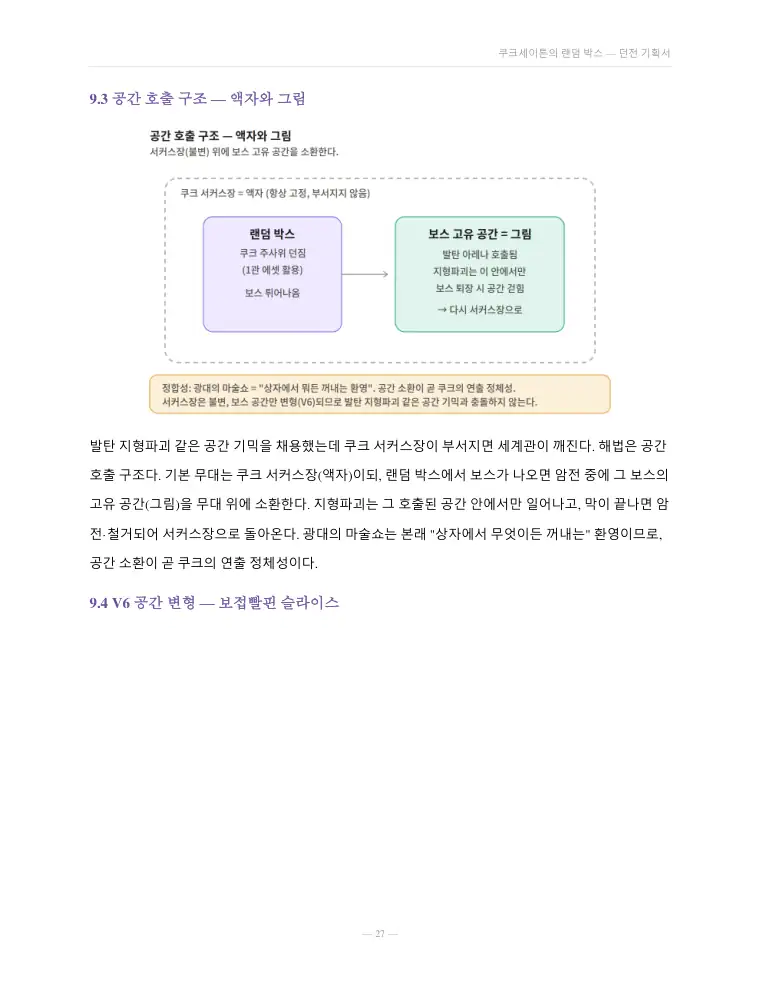 쿠크세이튼의 랜덤 박스 — 던전 기획서
9.3 공간 호출 구조 — 액자와 그림
공간 호출 구조 — 액자와 그림
서커스장(불변) 위에 보스 고유 공간을 소환한다.
쿠크 서커스장 = 액자 (항상 고정, 부서지지 않음)
랜덤 박스
쿠크 주사위 던짐
(1관 에셋 활용)
보스 튀어나옴
보스 고유 공간 = 그림
발탄 아레나 호출됨
지형파괴는 이 안에서만
보스 퇴장 시 공간 걷힘
→ 다시 서커스장으로
정합성: 광대의 마술쇼 = "상자에서 뭐든 꺼내는 환영". 공간 소환이 곧 쿠크의 연출 정체성.
서커스장은 불변, 보스 공간만 변형(V6)되므로 발탄 지형파괴 같은 공간 기믹과 충돌하지 않는다.
발탄 지형파괴 같은 공간 기믹을 채용했는데 쿠크 서커스장이 부서지면 세계관이 깨진다. 해법은 공간
호출 구조다. 기본 무대는 쿠크 서커스장(액자)이되, 랜덤 박스에서 보스가 나오면 암전 중에 그 보스의
고유 공간(그림)을 무대 위에 소환한다. 지형파괴는 그 호출된 공간 안에서만 일어나고, 막이 끝나면 암
전·철거되어 서커스장으로 돌아온다. 광대의 마술쇼는 본래 "상자에서 무엇이든 꺼내는" 환영이므로,
공간 소환이 곧 쿠크의 연출 정체성이다.
9.4 V6 공간 변형 — 보접빨핀 슬라이스
— 27 —